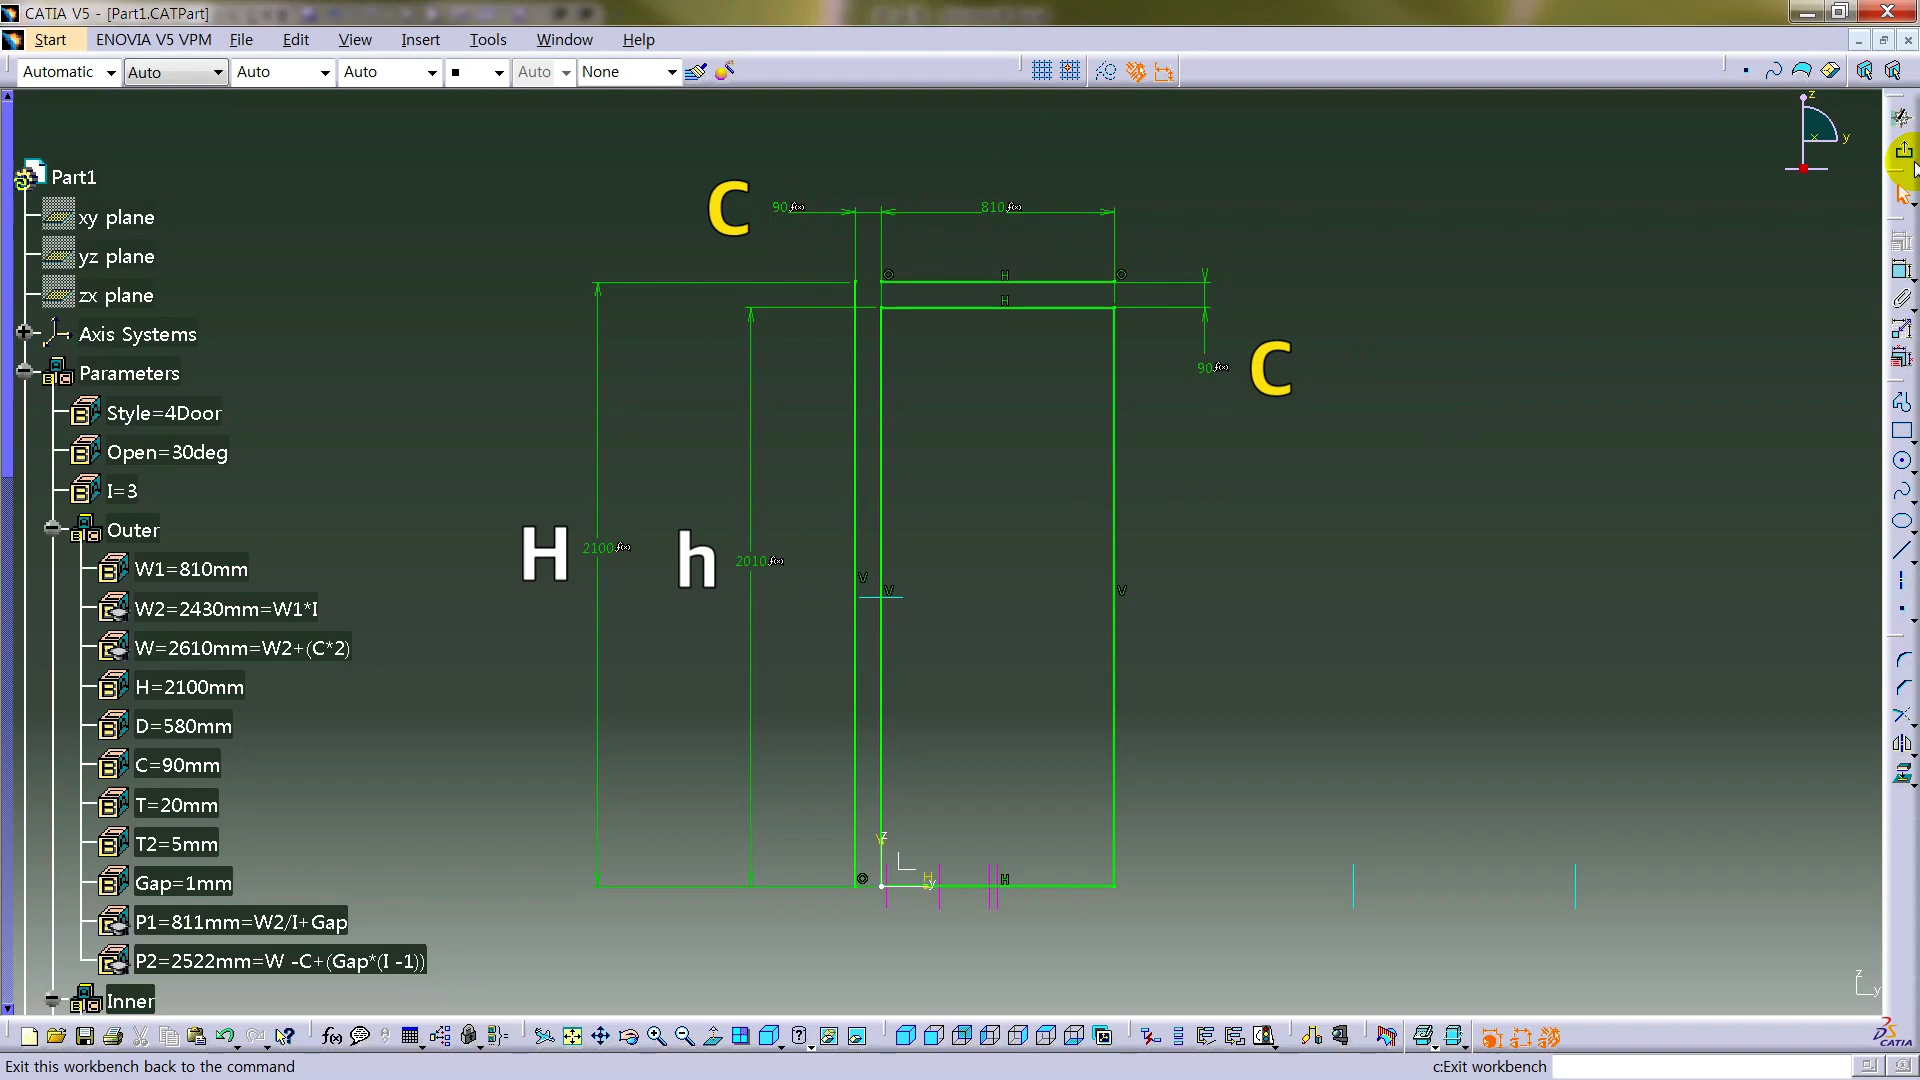 CATIA V5 - [Part1.CATPart]
Start ENOVIA V5 VPM File Edit View Insert Tools Window Help
Automatic Auto Auto Auto Auto None
z
x y
Part1
xy plane
yz plane
zx plane
Axis Systems
Parameters
Style=4Door
Open=30deg
I=3
Outer
W1=810mm
W2=2430mm=W1*I
W=2610mm=W2+(C*2)
H=2100mm
D=580mm
C=90mm
T=20mm
T2=5mm
Gap=1mm
P1=811mm=W2/I+Gap
P2=2522mm=W -C+(Gap*(I -1))
Inner
C 90 f(x) 810 f(x)
H
H
V
90 f(x) C
H 2100 f(x) h 2010 f(x)
V V V
z
H
y
H
z
y
CATIA
Exit this workbench back to the command c:Exit workbench